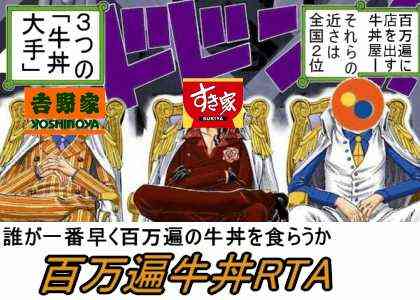 百万遍に
店を出す
牛丼屋ー
それらの
近さは
全国2位
3つの
「牛丼
大手」
ドドン
吉野家
YOSHINOYA
すき家
SUKIYA
誰が一番早く百万遍の牛丼を食らうか
百万遍牛丼RTA